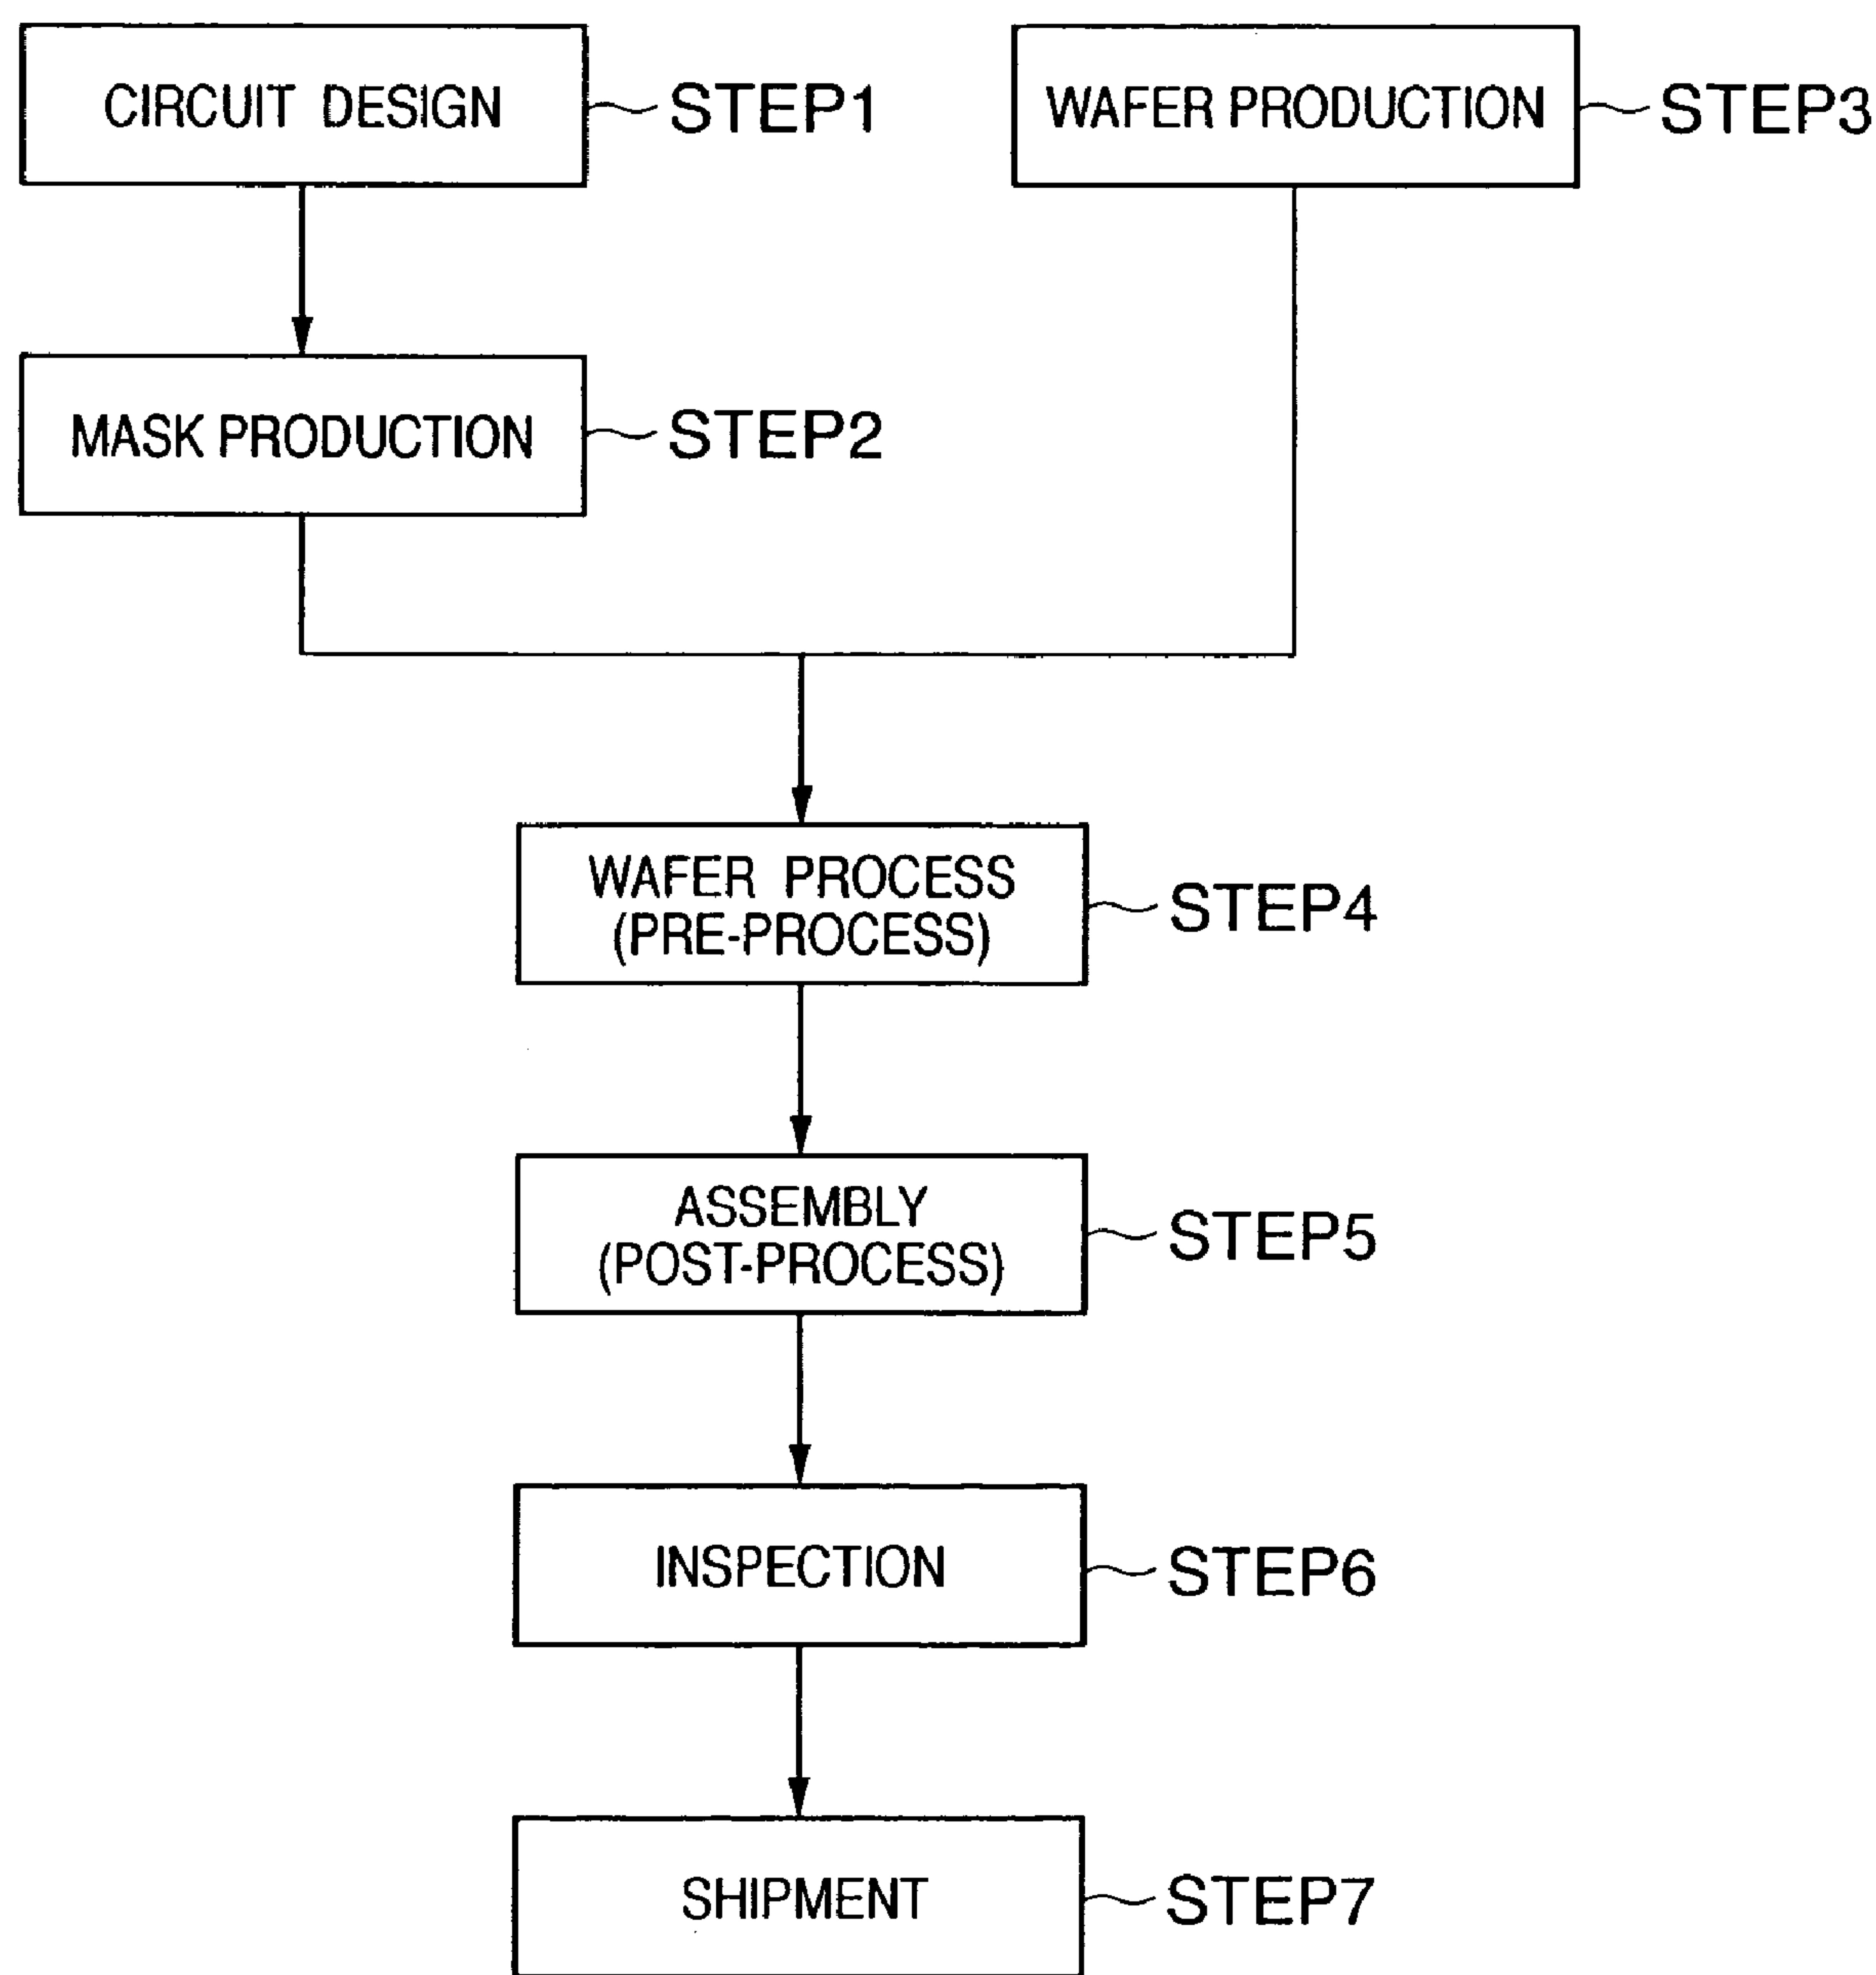 CIRCUIT DESIGN
STEP1
WAFER PRODUCTION
STEP3
MASK PRODUCTION
STEP2
WAFER PROCESS
(PRE-PROCESS)
STEP4
ASSEMBLY
(POST-PROCESS)
STEP5
INSPECTION
STEP6
SHIPMENT
STEP7